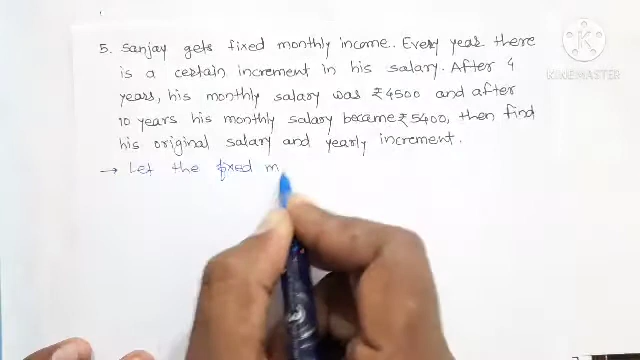 5. Sanjay gets fixed monthly income. Every year there
is a certain increment in his salary. After 4
years, his monthly salary was ₹4500 and after
10 years his monthly salary became ₹5400, then find
his original salary and yearly increment.
→ Let the fixed m
KINEMASTER